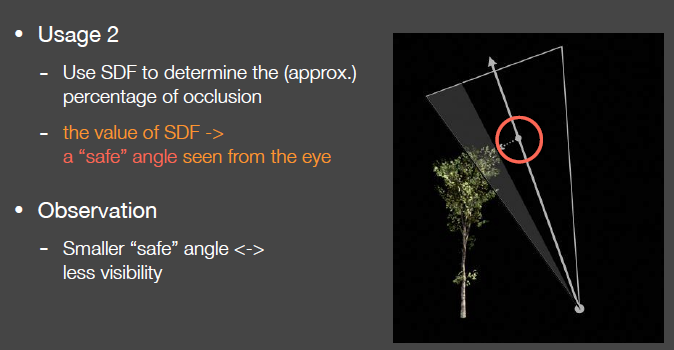 • Usage 2
- Use SDF to determine the (approx.)
percentage of occlusion
- the value of SDF ->
a “safe” angle seen from the eye
• Observation
- Smaller “safe” angle <->
less visibility